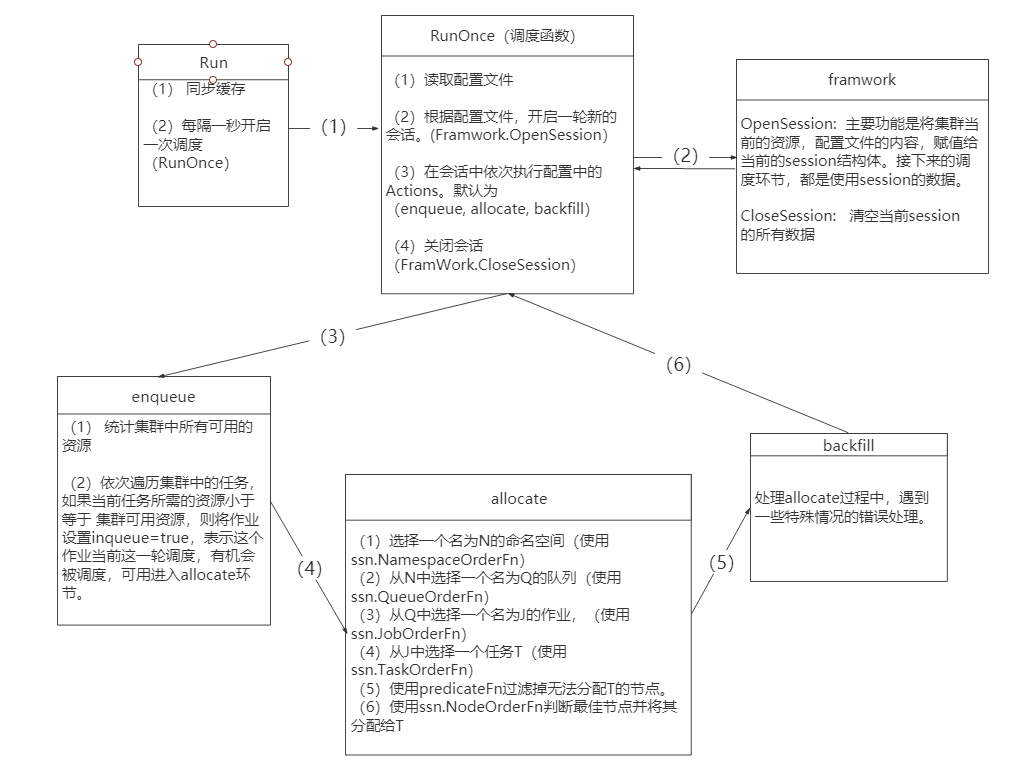 Run
（1） 同步缓存
（2）每隔一秒开启
一次调度
（RunOnce)
（1）
RunOnce（调度函数）
（1）读取配置文件
（2）根据配置文件，开启一轮新的
会话。(Framwork.OpenSession）
（3）在会话中依次执行配置中的
Actions。默认为
（enqueue, allocate, backfill）
（4）关闭会话
（FramWork.CloseSession）
（2）
framwork
OpenSession: 主要功能是将集群当
前的资源，配置文件的内容，赋值给
当前的session结构体。接下来的调
度环节，都是使用session的数据。
CloseSession: 清空当前session
的所有数据
（3）
enqueue
（1） 统计集群中所有可用的
资源
（2）依次遍历集群中的任务，
如果当前任务所需的资源小于
等于 集群可用资源，则将作业
设置inqueue=true，表示这个
作业当前这一轮调度，有机会
被调度，可用进入allocate环
节。
（4）
allocate
（1）选择一个名为N的命名空间（使用
ssn.NamespaceOrderFn）
（2）从N中选择一个名为Q的队列（使用
ssn.QueueOrderFn）
（3）从Q中选择一个名为J的作业，（使用
ssn.JobOrderFn）
（4）从J中选择一个任务T（使用
ssn.TaskOrderFn）
（5）使用predicateFn过滤掉无法分配T的节点。
（6）使用ssn.NodeOrderFn判断最佳节点并将其
分配给T
（5）
backfill
处理allocate过程中，遇到
一些特殊情况的错误处理。
（6）